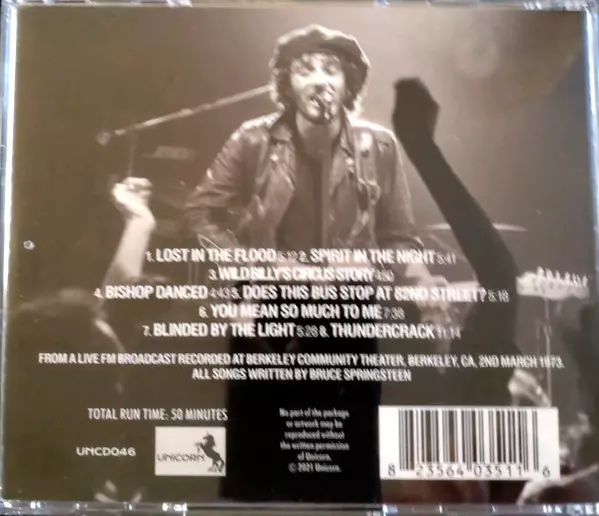 1. LOST IN THE FLOOD 5:12 2. SPIRIT IN THE NIGHT 5:41
3. WILD BILLY'S CIRCUS STORY 4:50
4. BISHOP DANCED 4:43 5. DOES THIS BUS STOP AT 82ND STREET? 5:18
6. YOU MEAN SO MUCH TO ME 7:38
7. BLINDED BY THE LIGHT 5:28 8. THUNDERCRACK 11:14
FROM A LIVE FM BROADCAST RECORDED AT BERKELEY COMMUNITY THEATER, BERKELEY, CA, 2ND MARCH 1973.
ALL SONGS WRITTEN BY BRUCE SPRINGSTEEN
TOTAL RUN TIME: 50 MINUTES
UNCD046
UNICORN
No part of the package
or artwork may be
reproduced without
the written permission
of Unicorn.
© 2021 Unicorn.
8 23564 03511 6